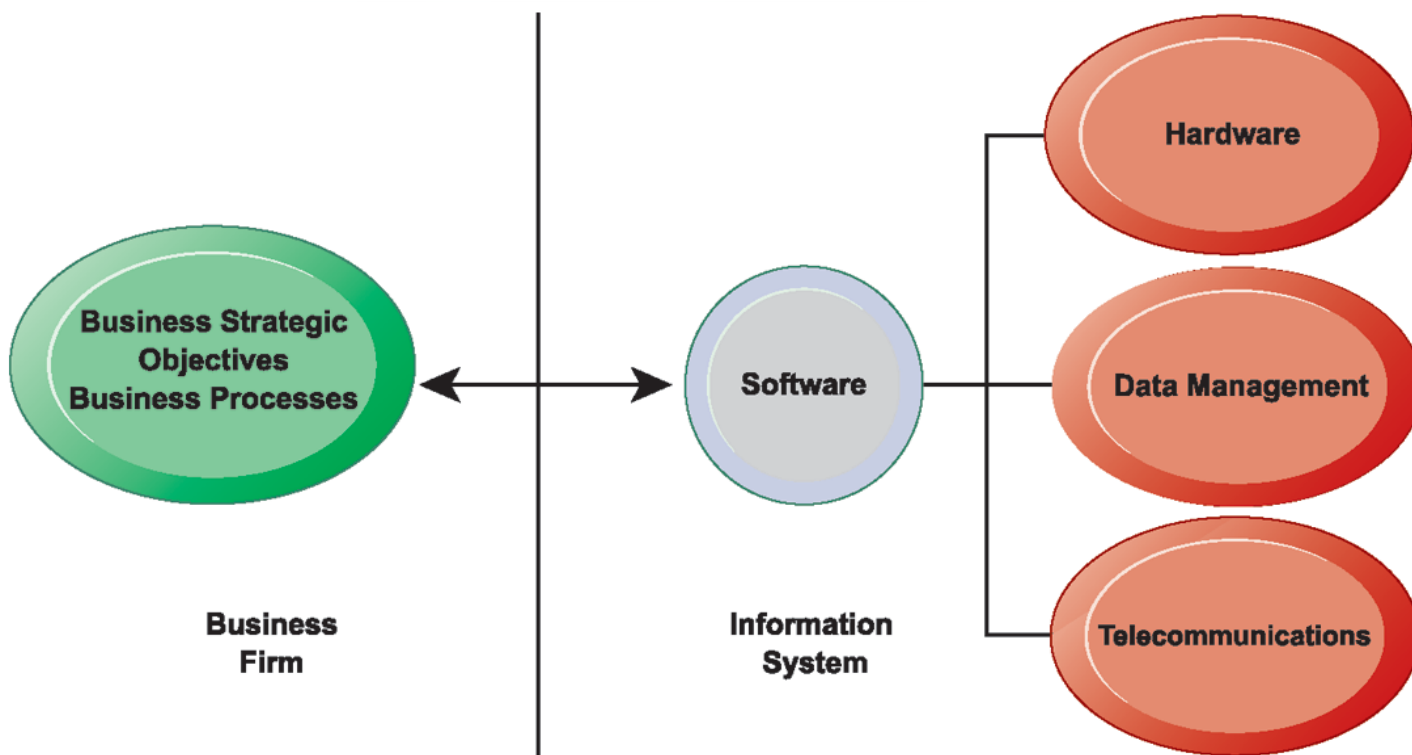 Business Strategic
Objectives
Business Processes
Business
Firm
Software
Information
System
Hardware
Data Management
Telecommunications